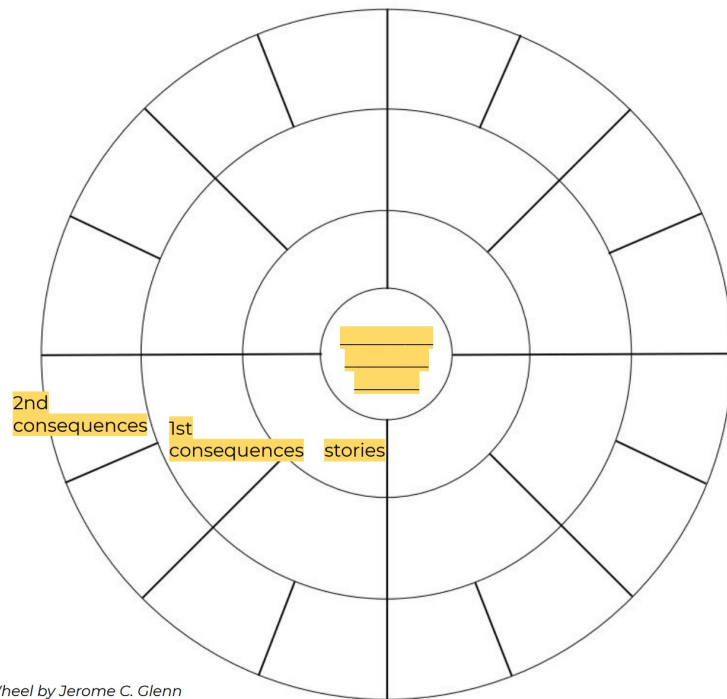 2nd
consequences
1st
consequences
stories
Wheel by Jerome C. Glenn